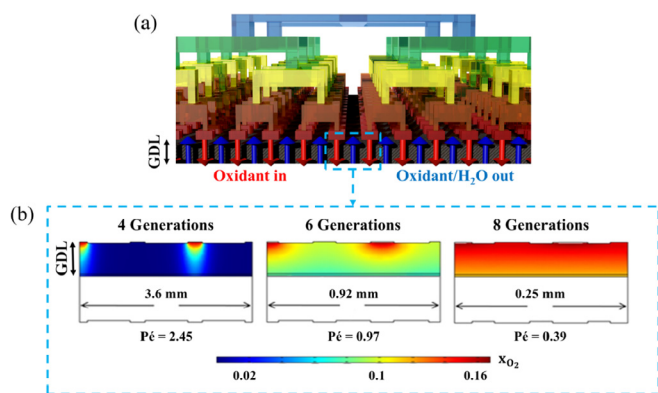 (a)
GDL
Oxidant in
Oxidant/H₂O out
(b)
4 Generations
6 Generations
8 Generations
GDL
3.6 mm
0.92 mm
0.25 mm
Pé = 2.45
Pé = 0.97
Pé = 0.39
x_O₂
0.02
0.1
0.16